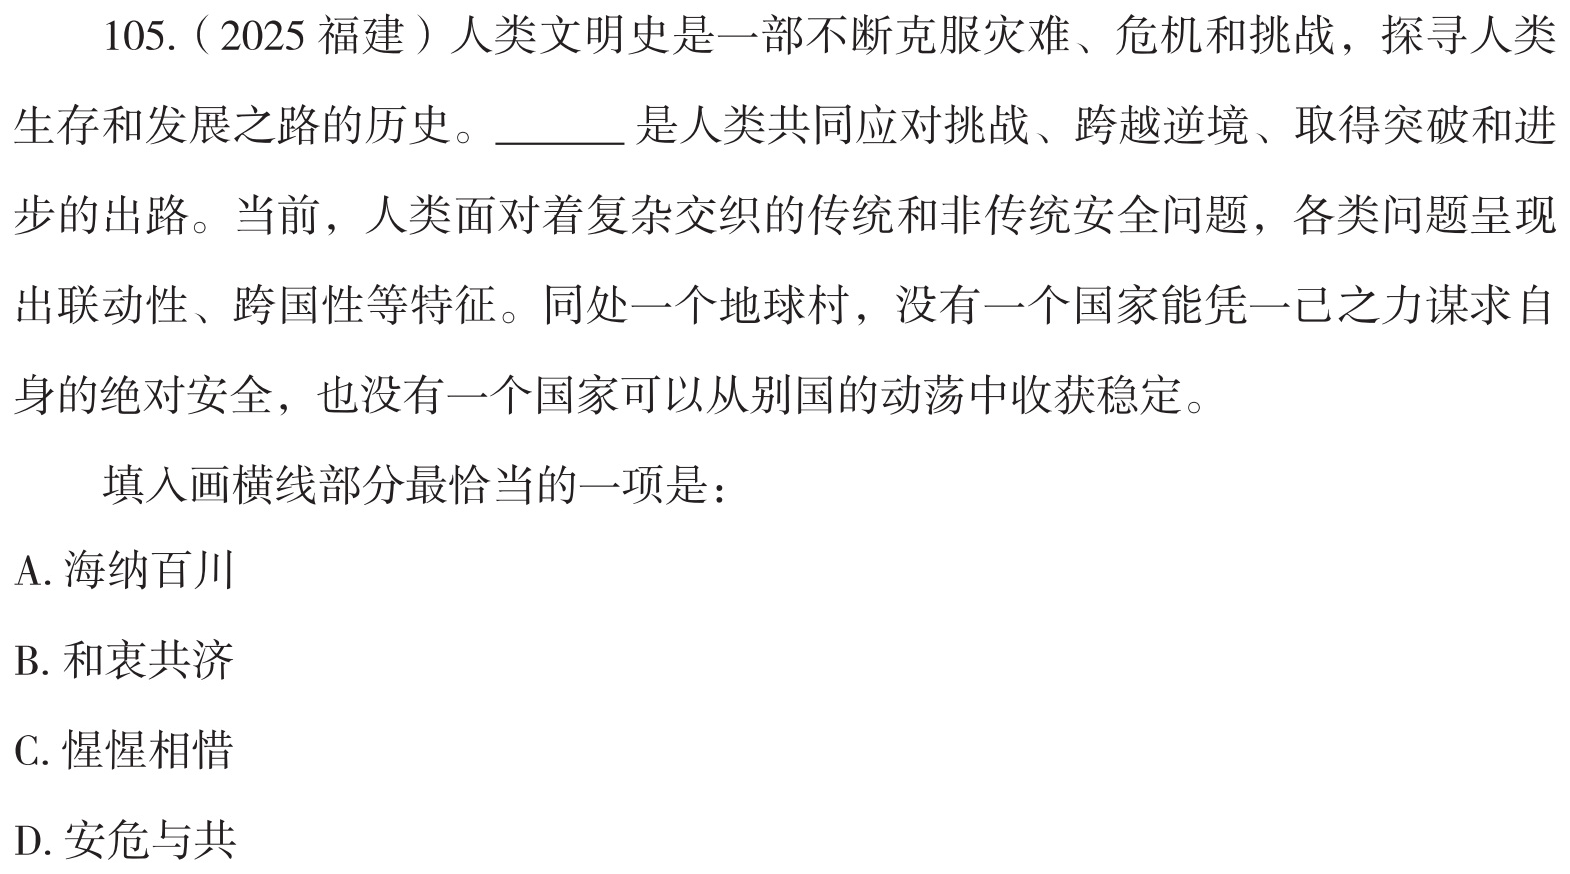 105.（2025 福建）人类文明史是一部不断克服灾难、危机和挑战，探寻人类
生存和发展之路的历史。______ 是人类共同应对挑战、跨越逆境、取得突破和进
步的出路。当前，人类面对着复杂交织的传统和非传统安全问题，各类问题呈现
出联动性、跨国性等特征。同处一个地球村，没有一个国家能凭一己之力谋求自
身的绝对安全，也没有一个国家可以从别国的动荡中收获稳定。
填入画横线部分最恰当的一项是：
A. 海纳百川
B. 和衷共济
C. 惺惺相惜
D. 安危与共